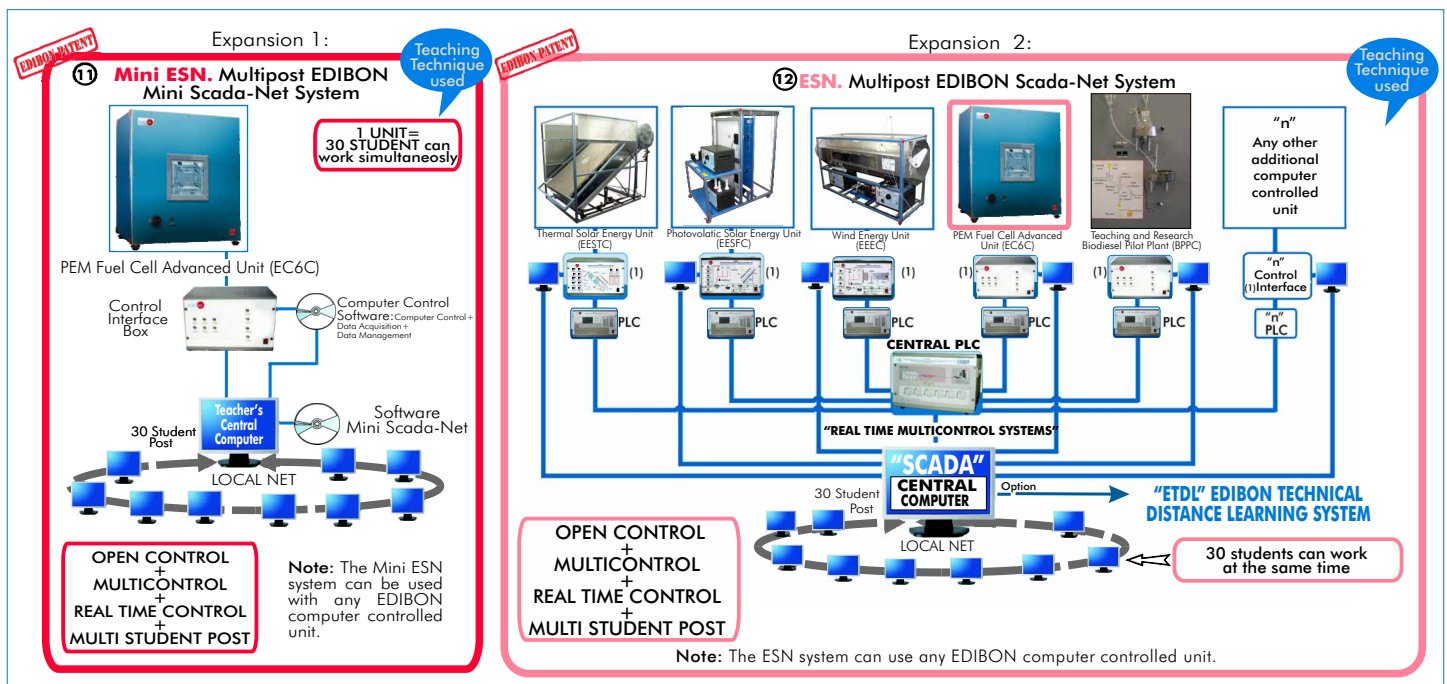 Expansion 1:
EDIBON PATENT
Teaching
Technique
used
11 Mini ESN. Multipost EDIBON
Mini Scada-Net System
1 UNIT=
30 STUDENT can
work simultaneosly
PEM Fuel Cell Advanced Unit (EC6C)
Control
Interface
Box
Computer Control
Software: Computer Control+
Data Acquisition+
Data Management
Teacher's
Central
Computer
Software
Mini Scada-Net
30 Student
Post
LOCAL NET
OPEN CONTROL
+
MULTICONTROL
+
REAL TIME CONTROL
+
MULTI STUDENT POST
Note: The Mini ESN
system can be used
with any EDIBON
computer controlled
unit.
Expansion 2:
EDIBON PATENT
Teaching
Technique
used
12 ESN. Multipost EDIBON Scada-Net System
Thermal Solar Energy Unit
(EESTC)
Photovolatic Solar Energy Unit
(EESFC)
Wind Energy Unit
(EEEC)
PEM Fuel Cell Advanced
Unit (EC6C)
Teaching and Research
Biodiesel Pilot Plant (BPPC)
"n"
Any other
additional
computer
controlled
unit
(1)
(1)
(1)
(1)
(1)
"n"
Control
(1)Interface
PLC
PLC
PLC
PLC
PLC
"n"
PLC
CENTRAL PLC
"REAL TIME MULTICONTROL SYSTEMS"
"SCADA"
CENTRAL
COMPUTER
Option
"ETDL" EDIBON TECHNICAL
DISTANCE LEARNING SYSTEM
30 Student
Post
LOCAL NET
30 students can work
at the same time
OPEN CONTROL
+
MULTICONTROL
+
REAL TIME CONTROL
+
MULTI STUDENT POST
Note: The ESN system can use any EDIBON computer controlled unit.